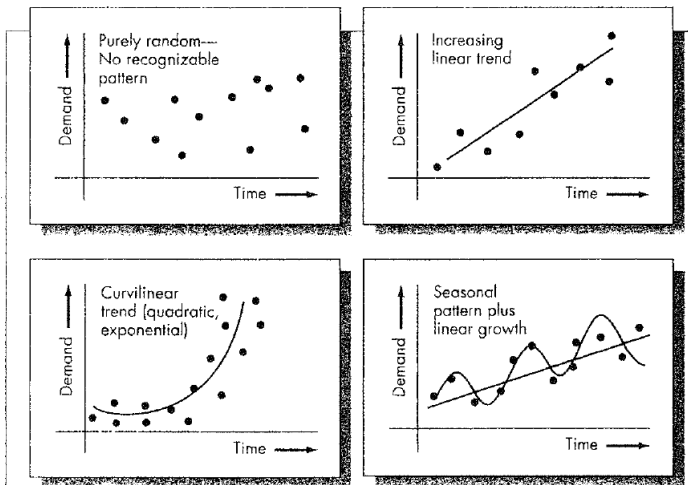 Purely random—
No recognizable
pattern
Demand
Time
Increasing
linear trend
Demand
Time
Curvilinear
trend (quadratic,
exponential)
Demand
Time
Seasonal
pattern plus
linear growth
Demand
Time